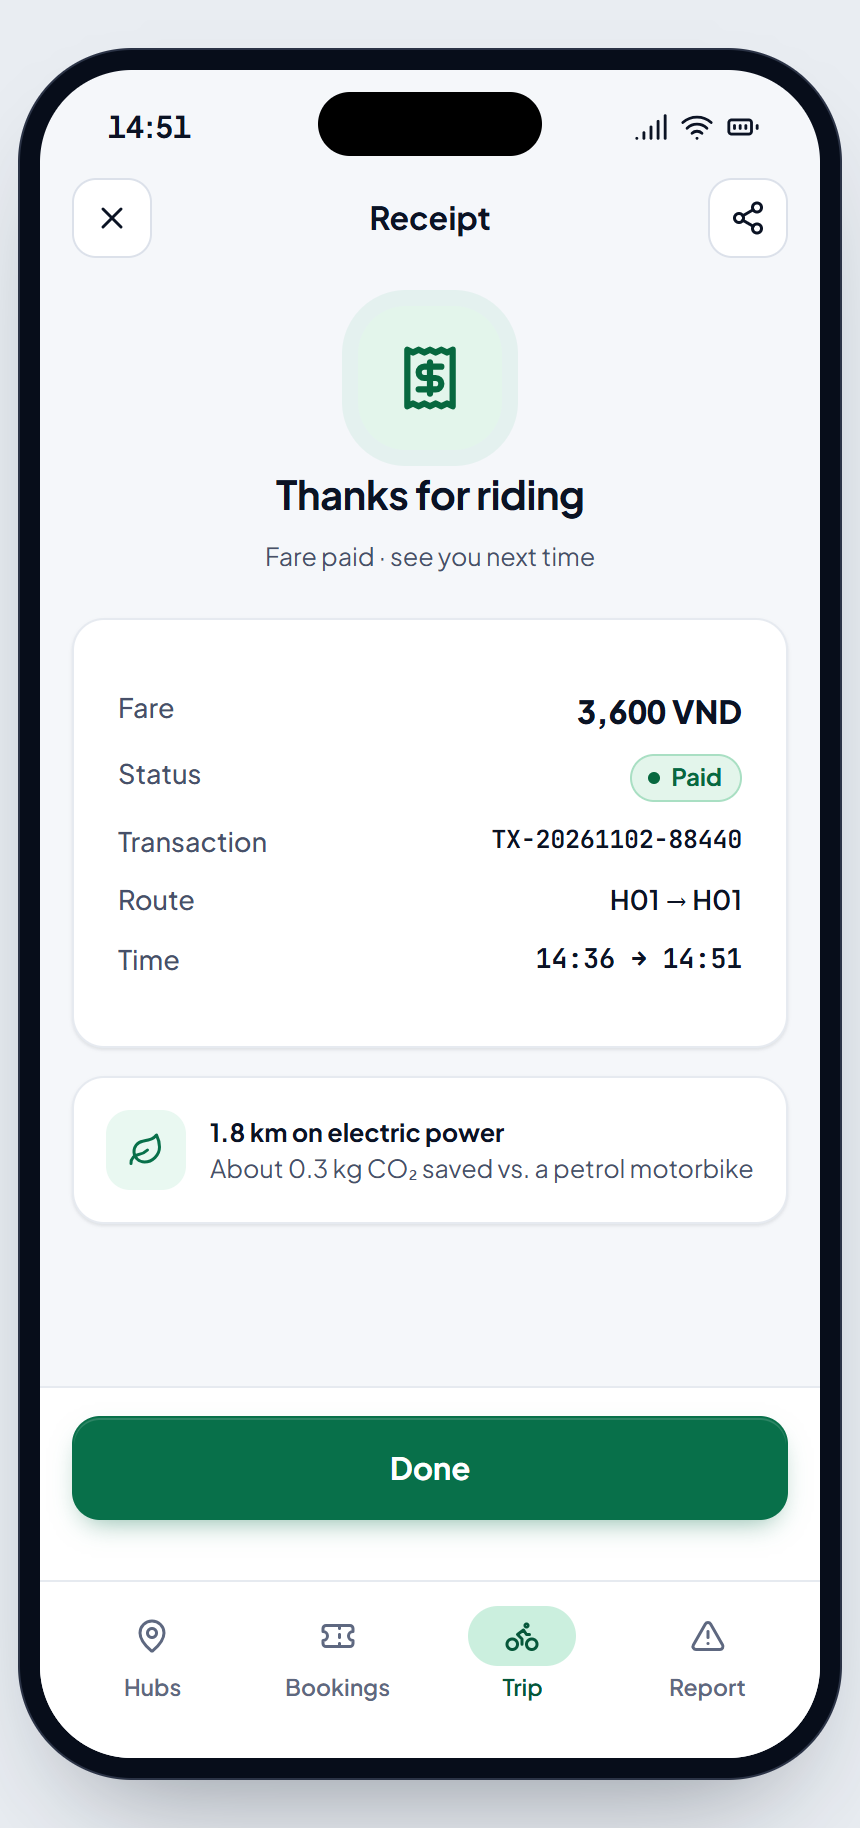 14:51
Receipt
Thanks for riding
Fare paid · see you next time
Fare 3,600 VND
Status Paid
Transaction TX-20261102-88440
Route H01 → H01
Time 14:36 → 14:51
1.8 km on electric power
About 0.3 kg CO₂ saved vs. a petrol motorbike
Done
Hubs Bookings Trip Report